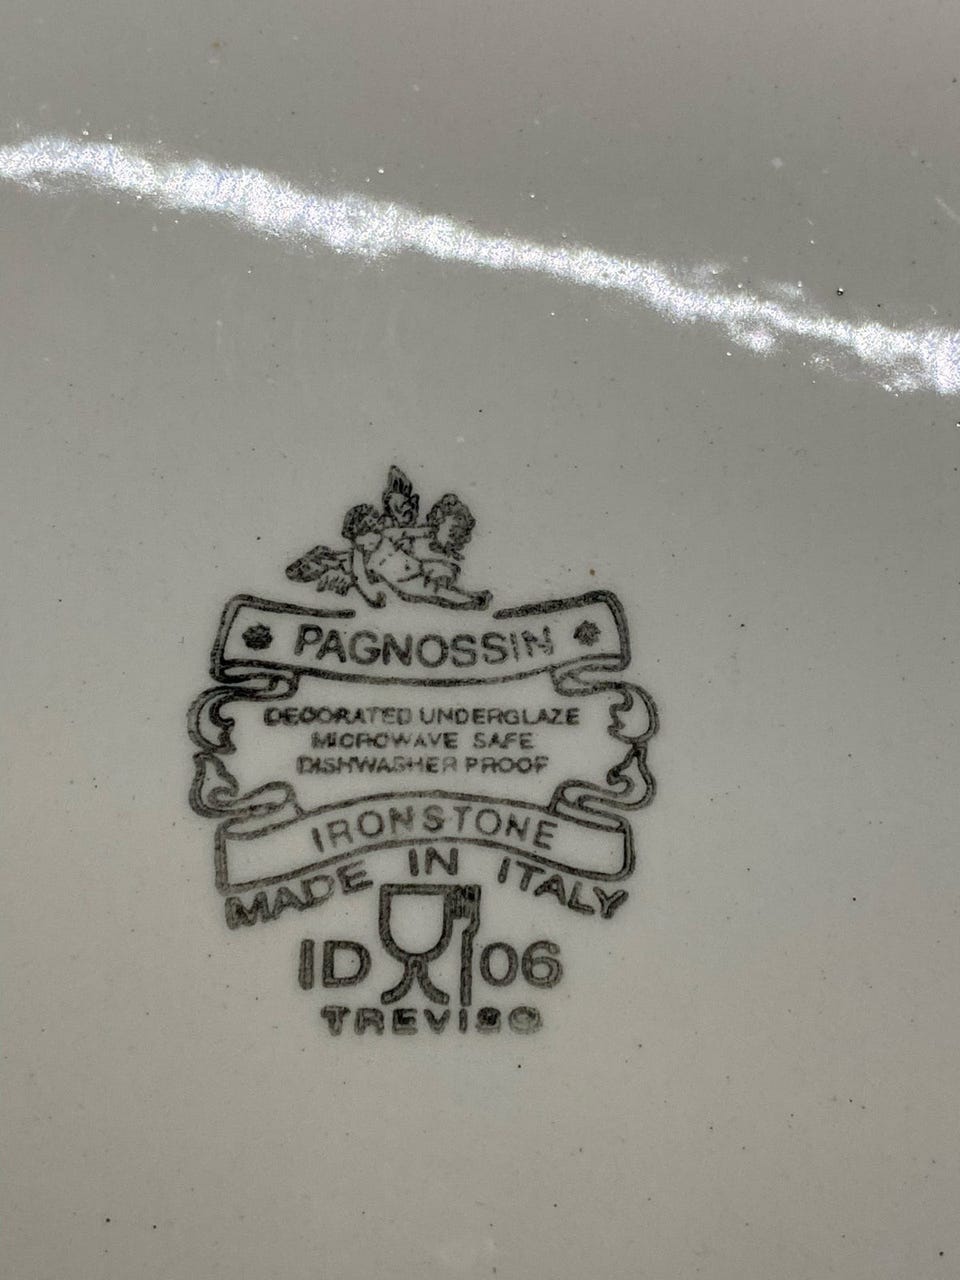 PAGNOSSIN
DECORATED UNDERGLAZE
MICROWAVE SAFE
DISHWASHER PROOF
IRONSTONE
MADE IN ITALY
ID 06
TREVISO